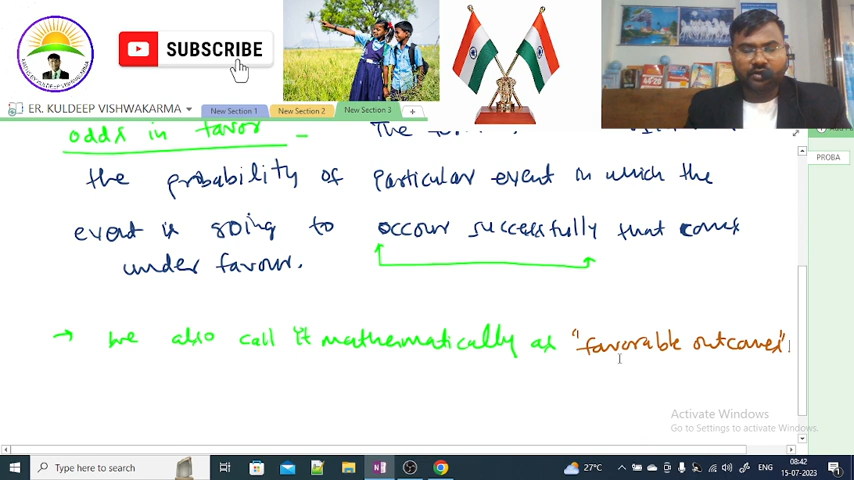 SUBSCRIBE
ER. KULDEEP VISHWAKARMA
New Section 1
New Section 2
New Section 3
+
PROBA
odds in favor - The
the probability of particular event in which the
event is going to occour successfully that comes
under favour.
→ We also call it mathematically as "favorable outcomes".
Activate Windows
Go to Settings to activate Windows.
Type here to search
27°C
ENG
08:42
15-07-2023